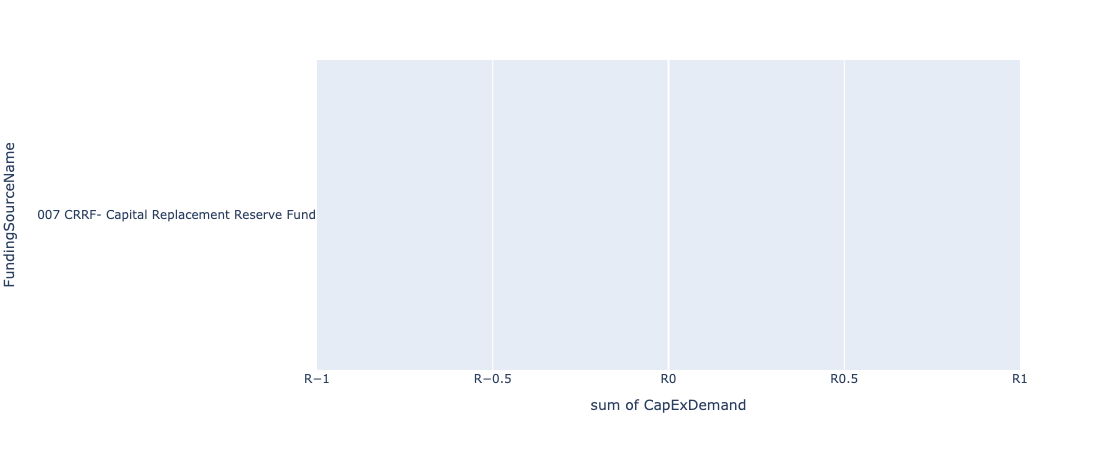 FundingSourceName
007 CRRF- Capital Replacement Reserve Fund
R−1
R−0.5
R0
R0.5
R1
sum of CapExDemand